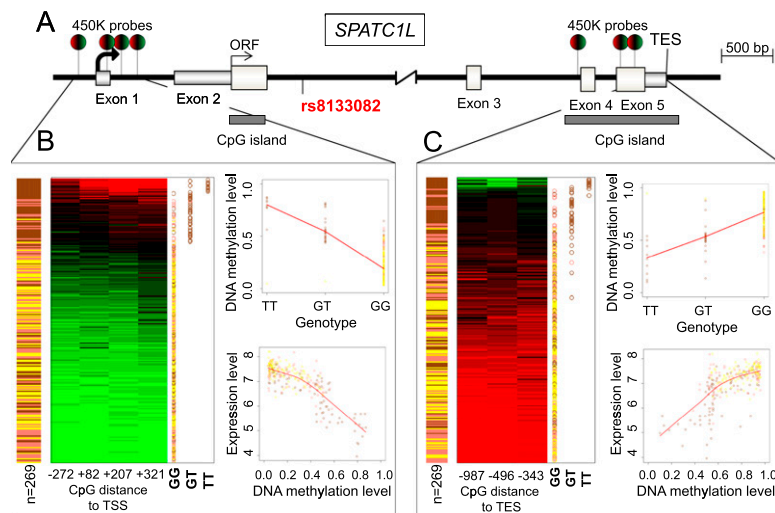 A
450K probes
SPATC1L
450K probes
TES
ORF
500 bp
Exon 1
Exon 2
rs8133082
Exon 3
Exon 4
Exon 5
CpG island
CpG island
B
n=269
-272 +82 +207 +321
CpG distance
to TSS
GG
GT
TT
DNA methylation level
1.0
0.5
0.0
TT GT GG
Genotype
Expression level
8
7
6
5
4
0.0 0.2 0.4 0.6 0.8 1.0
DNA methylation level
C
n=269
-987 -496 -343
CpG distance
to TES
GG
GT
TT
DNA methylation level
1.0
0.5
0.0
TT GT GG
Genotype
Expression level
8
7
6
5
4
0.0 0.2 0.4 0.6 0.8 1.0
DNA methylation level